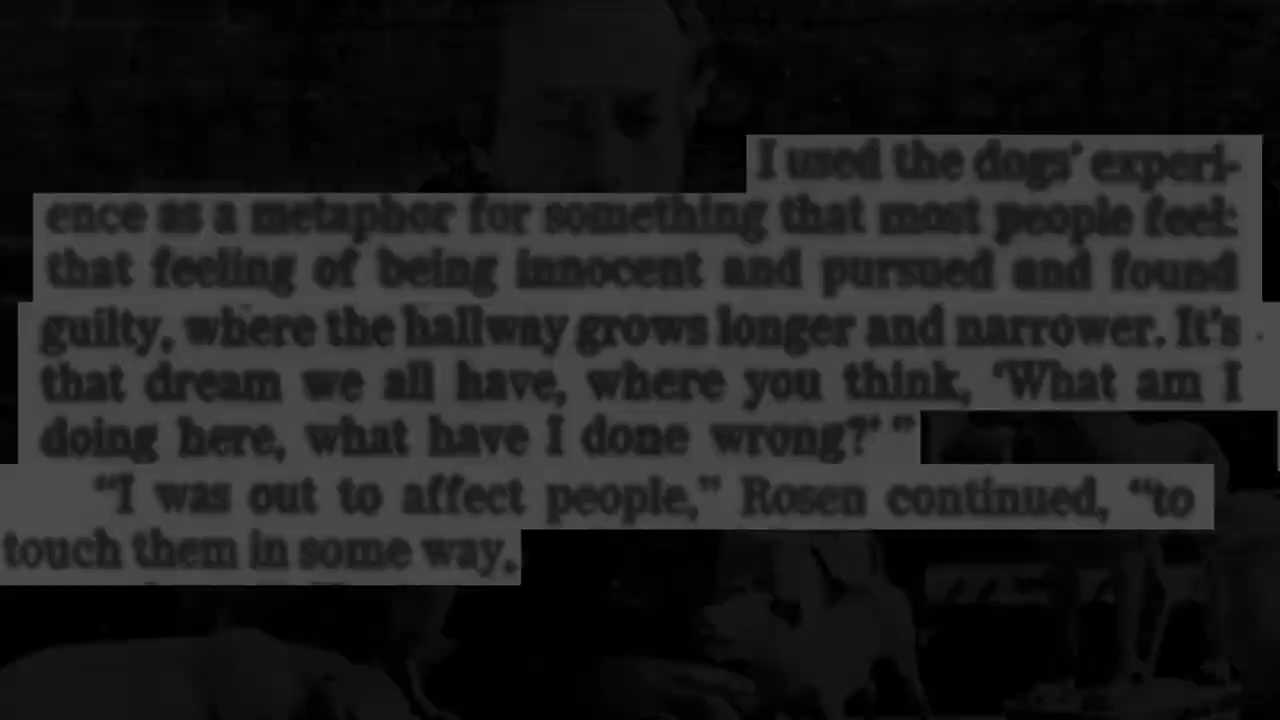 I used the dogs' experi-
ence as a metaphor for something that most people feel:
that feeling of being innocent and pursued and found
guilty, where the hallway grows longer and narrower. It's
that dream we all have, where you think, 'What am I
doing here, what have I done wrong?' "
"I was out to affect people," Rosen continued, "to
touch them in some way.